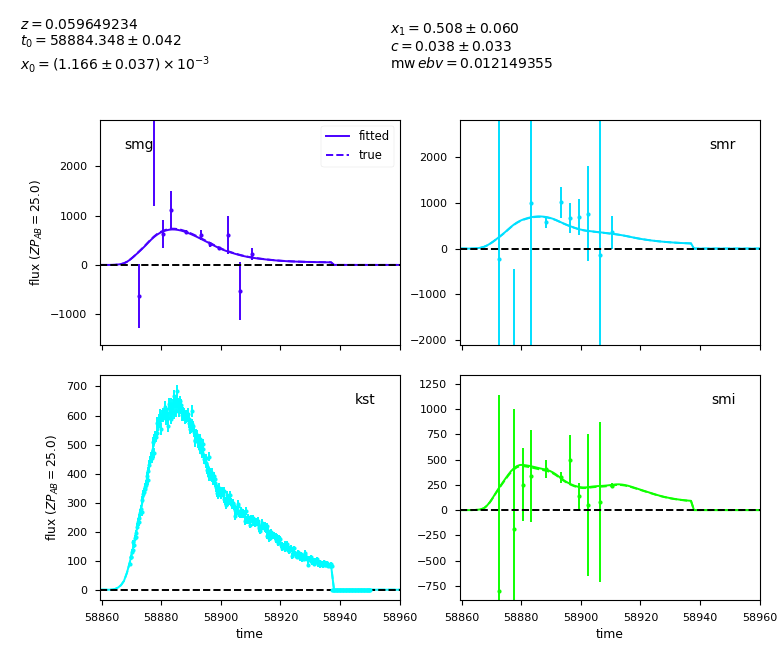 z = 0.059649234
t₀ = 58884.348 ± 0.042
x₀ = (1.166 ± 0.037) × 10⁻³
x₁ = 0.508 ± 0.060
c = 0.038 ± 0.033
mw ebv = 0.012149355
smg
fitted
true
2000
1000
0
−1000
flux (ZP_AB = 25.0)
smr
2000
1000
0
−1000
−2000
kst
700
600
500
400
300
200
100
0
flux (ZP_AB = 25.0)
58860 58880 58900 58920 58940 58960
time
smi
1250
1000
750
500
250
0
−250
−500
−750
58860 58880 58900 58920 58940 58960
time